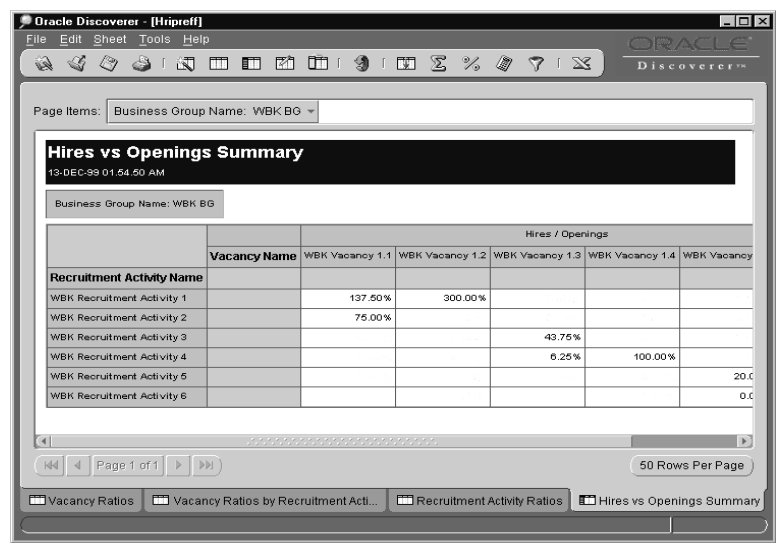 Oracle Discoverer - [Hripreff]
File Edit Sheet Tools Help
ORACLE
Discoverer™
Page Items: Business Group Name: WBK BG
Hires vs Openings Summary
13-DEC-99 01.54.50 AM
Business Group Name: WBK BG
Hires / Openings
Vacancy Name WBK Vacancy 1.1 WBK Vacancy 1.2 WBK Vacancy 1.3 WBK Vacancy 1.4 WBK Vacancy
Recruitment Activity Name
WBK Recruitment Activity 1 137.50% 300.00%
WBK Recruitment Activity 2 75.00%
WBK Recruitment Activity 3 43.75%
WBK Recruitment Activity 4 6.25% 100.00%
WBK Recruitment Activity 5 20.0
WBK Recruitment Activity 6 0.0
Page 1 of 1 50 Rows Per Page
Vacancy Ratios Vacancy Ratios by Recruitment Acti... Recruitment Activity Ratios Hires vs Openings Summary